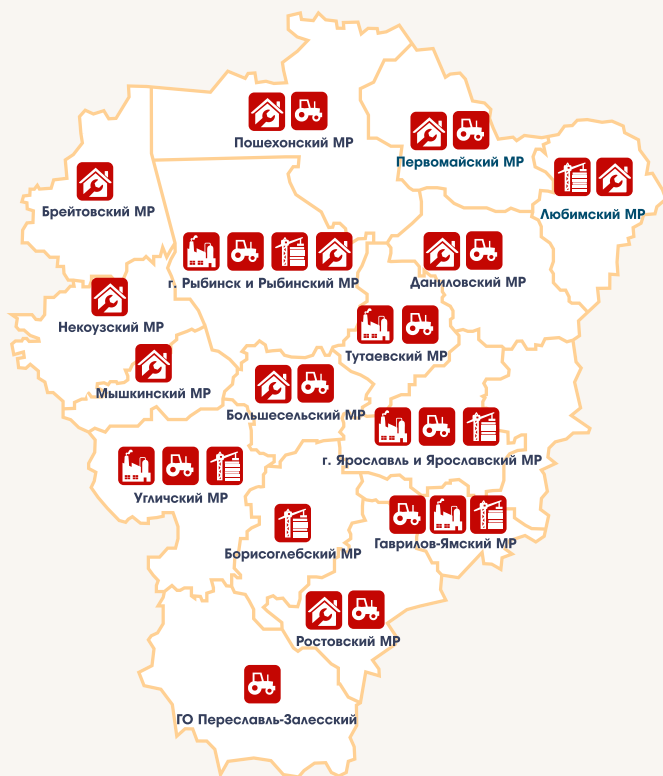 Пошехонский МР
Первомайский МР
Брейтовский МР
Любимский МР
г. Рыбинск и Рыбинский МР
Даниловский МР
Некоузский МР
Тутаевский МР
Мышкинский МР
Большесельский МР
г. Ярославль и Ярославский МР
Угличский МР
Гаврилов-Ямский МР
Борисоглебский МР
Ростовский МР
ГО Переславль-Залесский